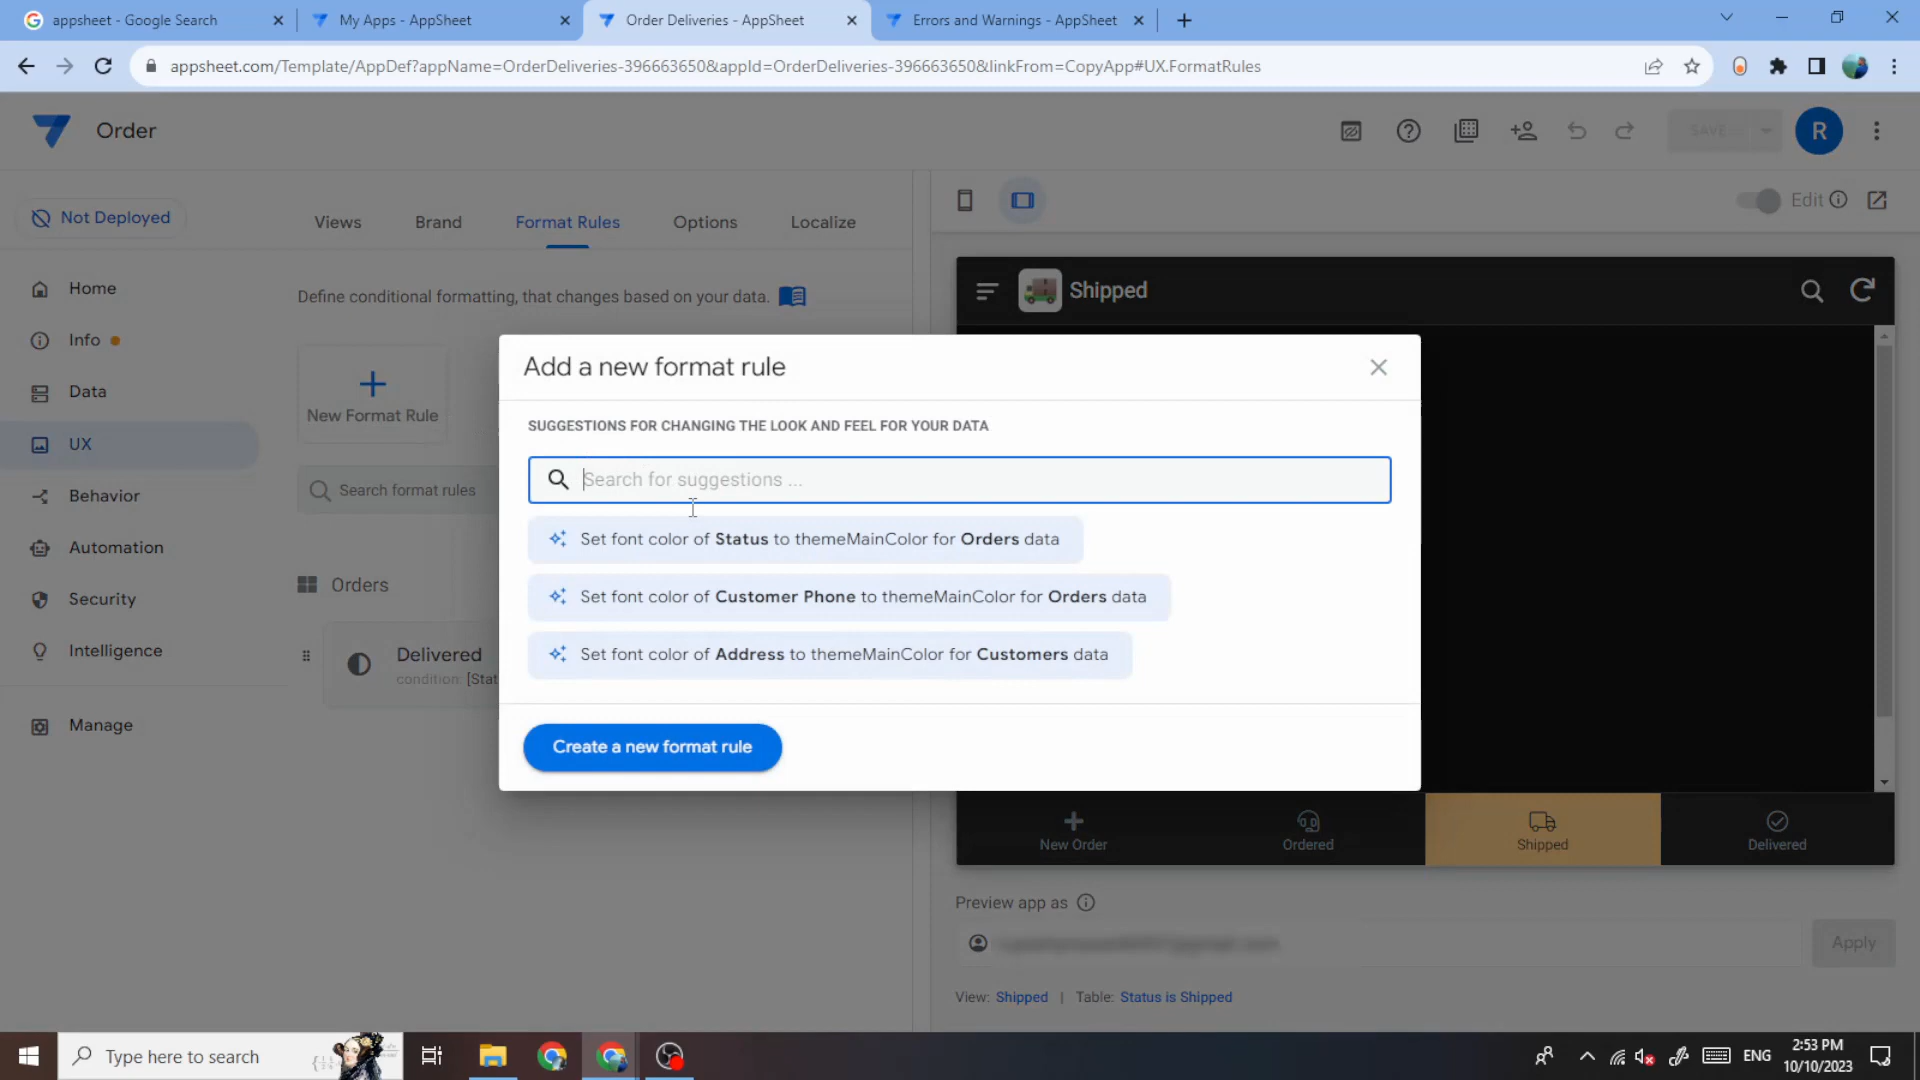 appsheet - Google Search
My Apps - AppSheet
Order Deliveries - AppSheet
Errors and Warnings - AppSheet
appsheet.com/Template/AppDef?appName=OrderDeliveries-396663650&appId=OrderDeliveries-396663650&linkFrom=CopyApp#UX.FormatRules
Order
SAVE
R
Not Deployed
Views
Brand
Format Rules
Options
Localize
Edit
Home
Info
Data
UX
Behavior
Automation
Security
Intelligence
Manage
Define conditional formatting, that changes based on your data.
New Format Rule
Search format rules
Orders
Delivered
condition: [Stat
Add a new format rule
SUGGESTIONS FOR CHANGING THE LOOK AND FEEL FOR YOUR DATA
Search for suggestions ...
Set font color of Status to themeMainColor for Orders data
Set font color of Customer Phone to themeMainColor for Orders data
Set font color of Address to themeMainColor for Customers data
Create a new format rule
Shipped
New Order
Ordered
Shipped
Delivered
Preview app as
Apply
View: Shipped | Table: Status is Shipped
Type here to search
ENG
2:53 PM
10/10/2023